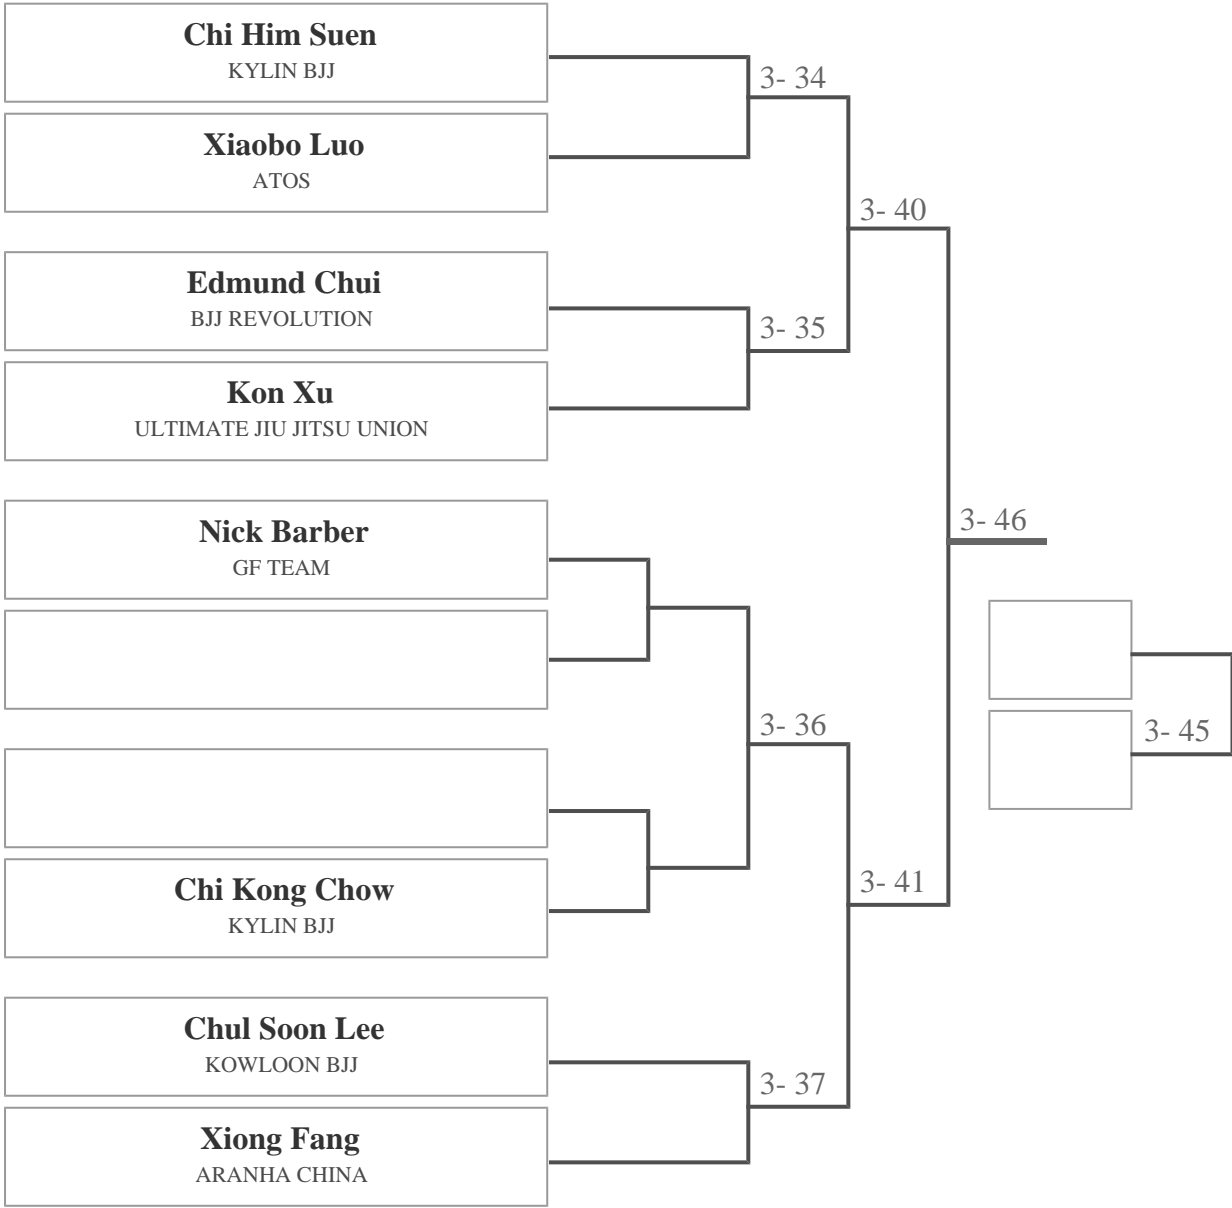 Chi Him Suen
KYLIN BJJ
3- 34
Xiaobo Luo
ATOS
3- 40
Edmund Chui
BJJ REVOLUTION
3- 35
Kon Xu
ULTIMATE JIU JITSU UNION
Nick Barber
GF TEAM
3- 46
3- 36
3- 45
Chi Kong Chow
KYLIN BJJ
3- 41
Chul Soon Lee
KOWLOON BJJ
3- 37
Xiong Fang
ARANHA CHINA